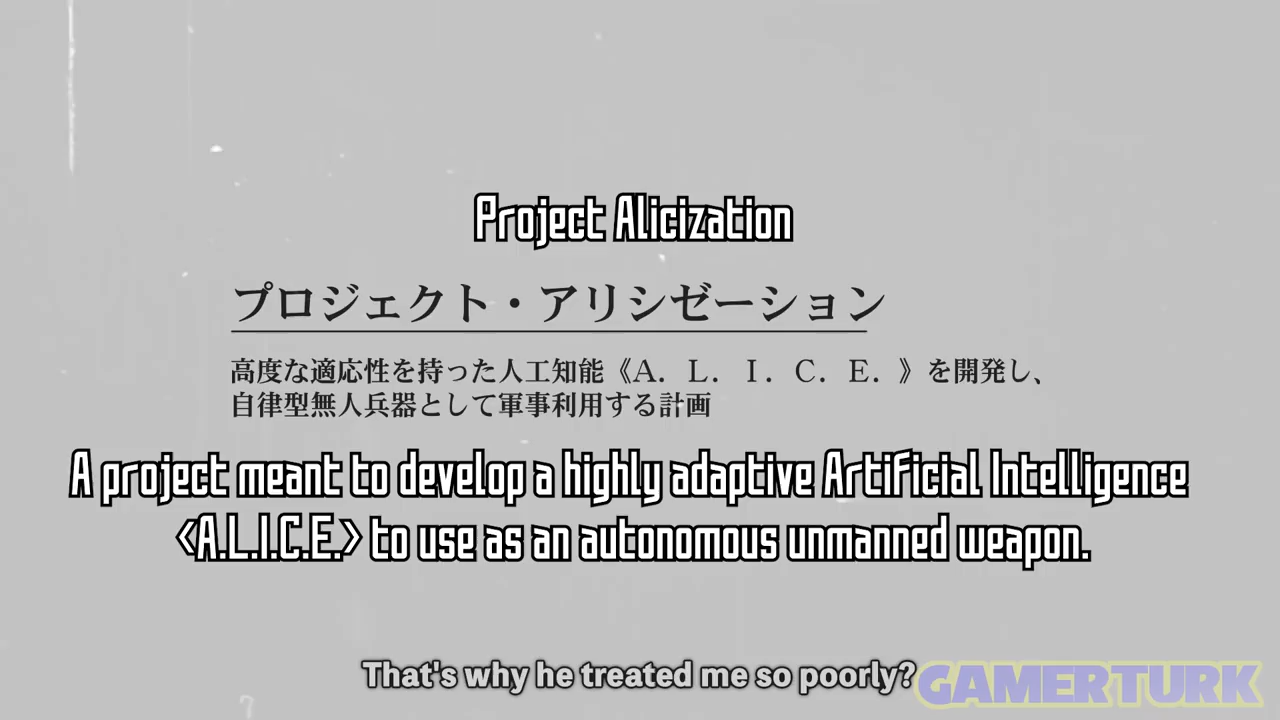 Project Alicization
プロジェクト・アリシゼーション
高度な適応性を持った人工知能《A．L．I．C．E．》を開発し、
自律型無人兵器として軍事利用する計画
A project meant to develop a highly adaptive Artificial Intelligence
<A.L.I.C.E.> to use as an autonomous unmanned weapon.
That's why he treated me so poorly?
GAMERTURK